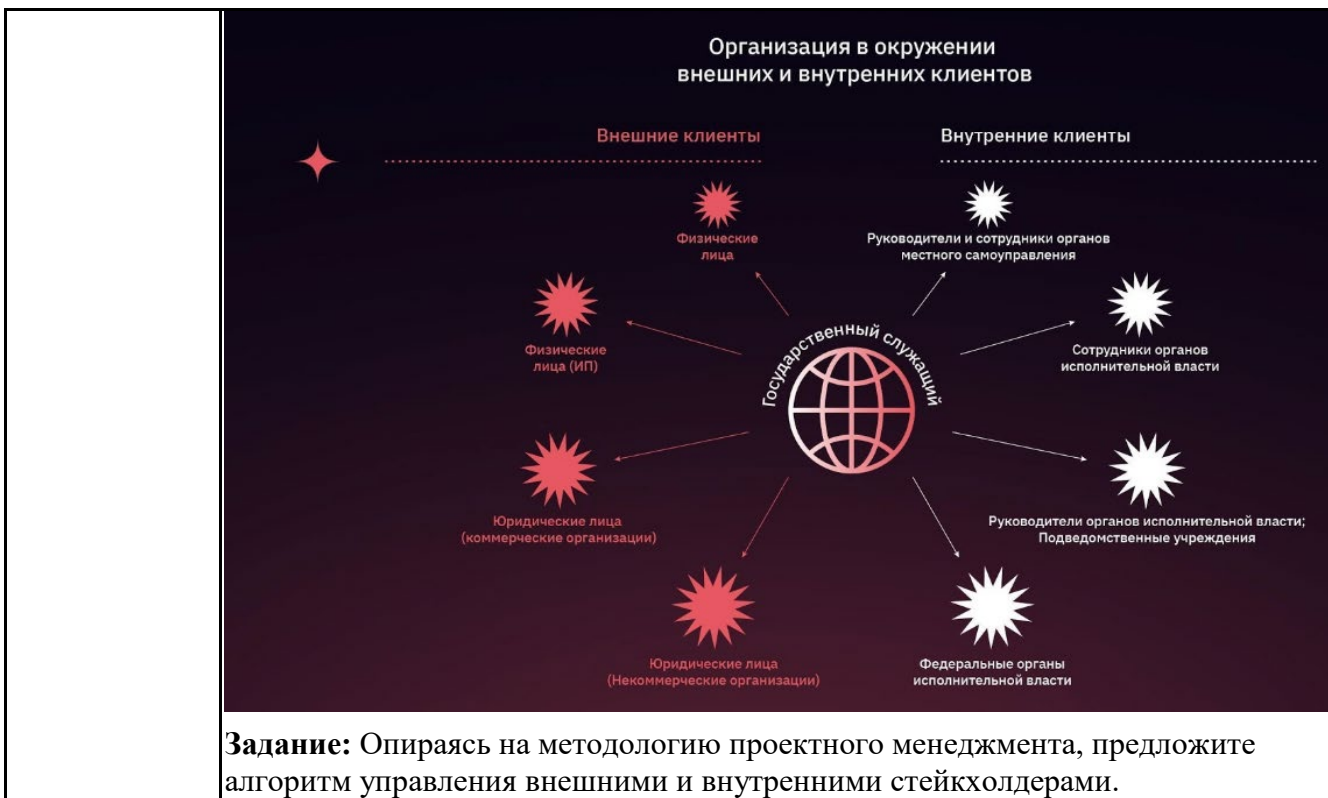 Организация в окружении
внешних и внутренних клиентов
Внешние клиенты
Внутренние клиенты
Физические
лица
Руководители и сотрудники органов
местного самоуправления
Физические
лица (ИП)
Государственный служащий
Сотрудники органов
исполнительной власти
Юридические лица
(коммерческие организации)
Руководители органов исполнительной власти;
Подведомственные учреждения
Юридические лица
(Некоммерческие организации)
Федеральные органы
исполнительной власти
Задание: Опираясь на методологию проектного менеджмента, предложите
алгоритм управления внешними и внутренними стейкхолдерами.